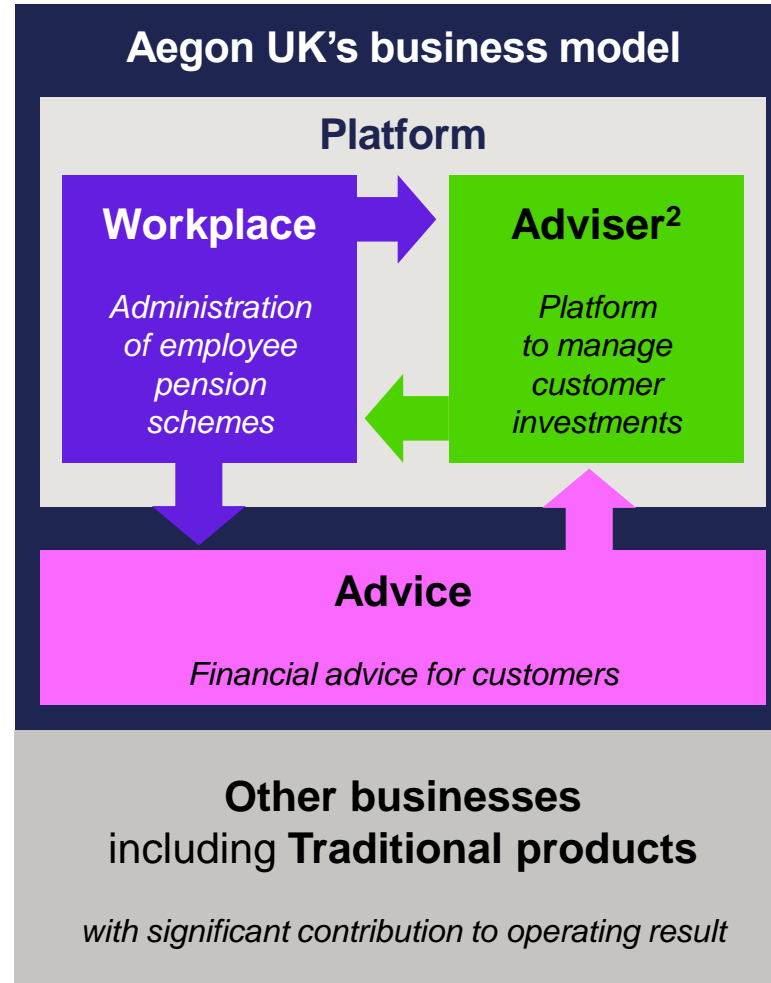 Aegon UK’s business model
Platform
Workplace
Administration
of employee
pension
schemes
Adviser²
Platform
to manage
customer
investments
Advice
Financial advice for customers
Other businesses
including Traditional products
with significant contribution to operating result